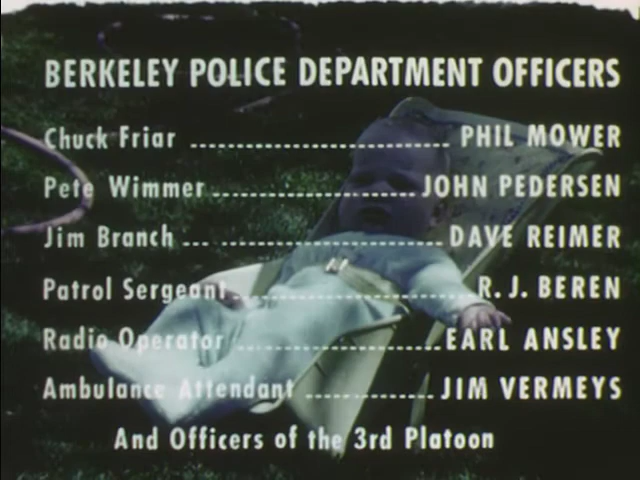 BERKELEY POLICE DEPARTMENT OFFICERS
Chuck Friar ........................ PHIL MOWER
Pete Wimmer ........................ JOHN PEDERSEN
Jim Branch ........................ DAVE REIMER
Patrol Sergeant ........................ R. J. BEREN
Radio Operator ........................ EARL ANSLEY
Ambulance Attendant ............... JIM VERMEYS
And Officers of the 3rd Platoon